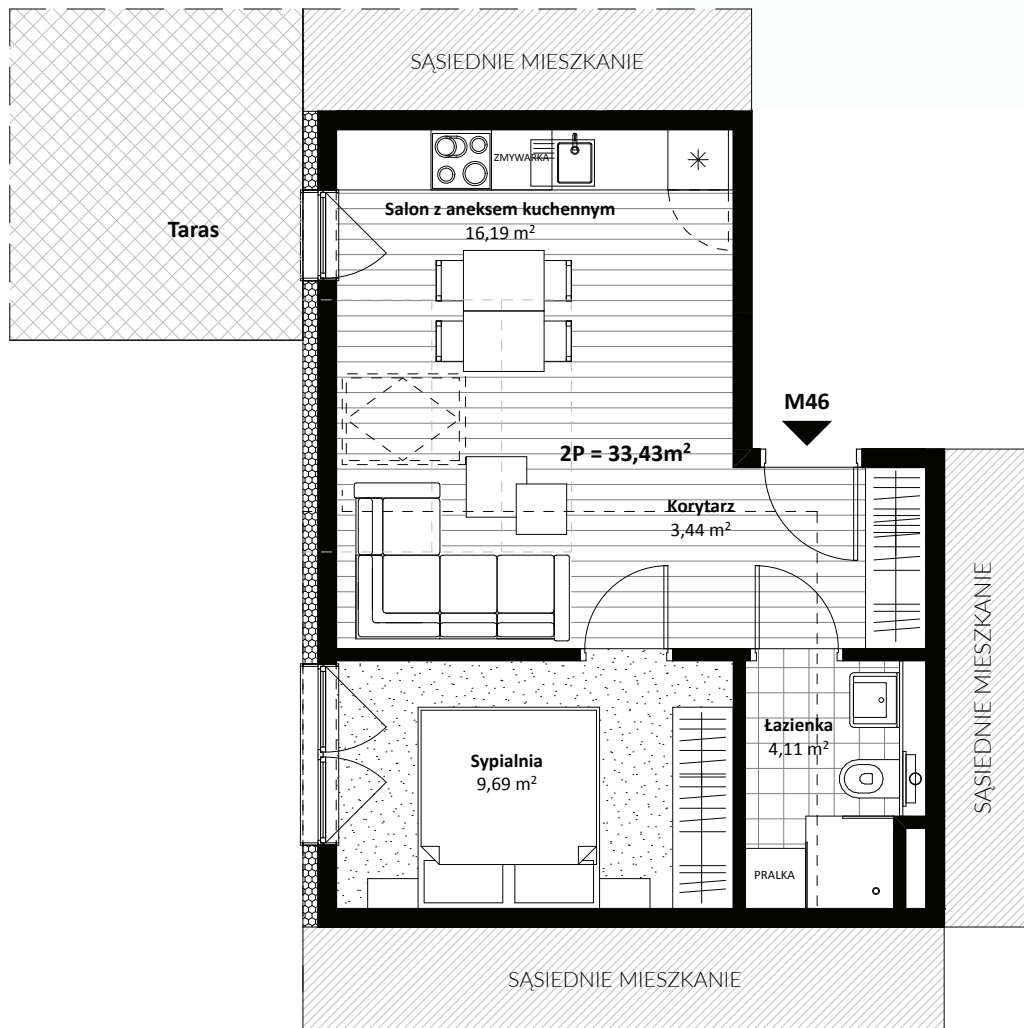 SĄSIEDNIE MIESZKANIE
ZMYWARKA
Salon z aneksem kuchennym
16,19 m²
Taras
M46
2P = 33,43m²
Korytarz
3,44 m²
SĄSIEDNIE MIESZKANIE
Łazienka
4,11 m²
Sypialnia
9,69 m²
PRALKA
SĄSIEDNIE MIESZKANIE